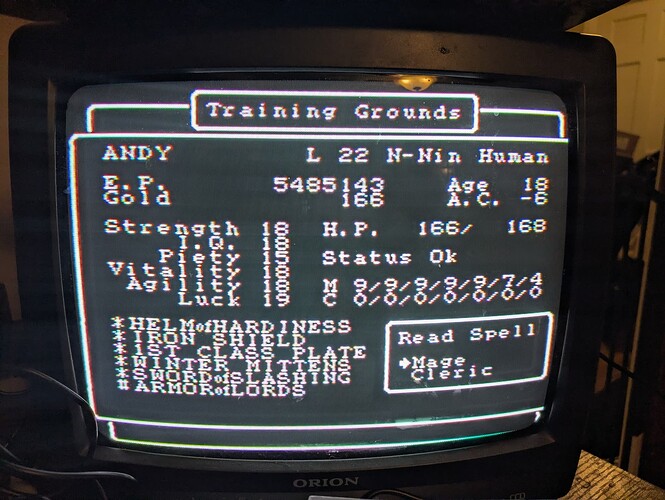 Training Grounds
ANDY L 22 N-Nin Human
E.P. 5485143 Age 18
Gold 166 A.C. -6
Strength 18 H.P. 166/ 168
I.Q. 18
Piety 15 Status Ok
Vitality 18
Agility 18 M 9/9/9/9/9/7/4
Luck 19 C 0/0/0/0/0/0/0
*HELMofHARDINESS
*IRON SHIELD
*1ST CLASS PLATE
*WINTER MITTENS
*SWORDofSLASHING
#ARMORofLORDS
Read Spell
Mage
Cleric
ORION